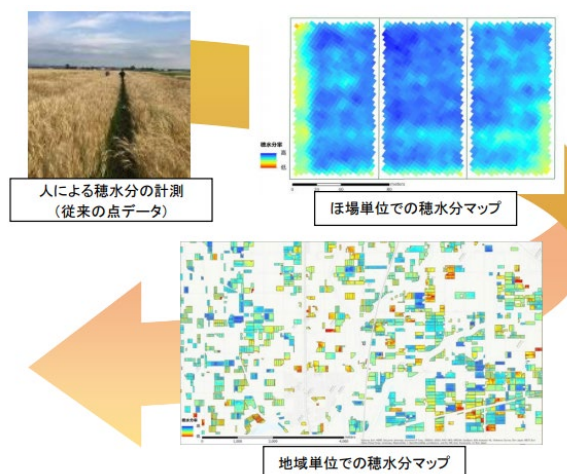 人による穂水分の計測
(従来の点データ)
穂水分率
高
低
ほ場単位での穂水分マップ
地域単位での穂水分マップ